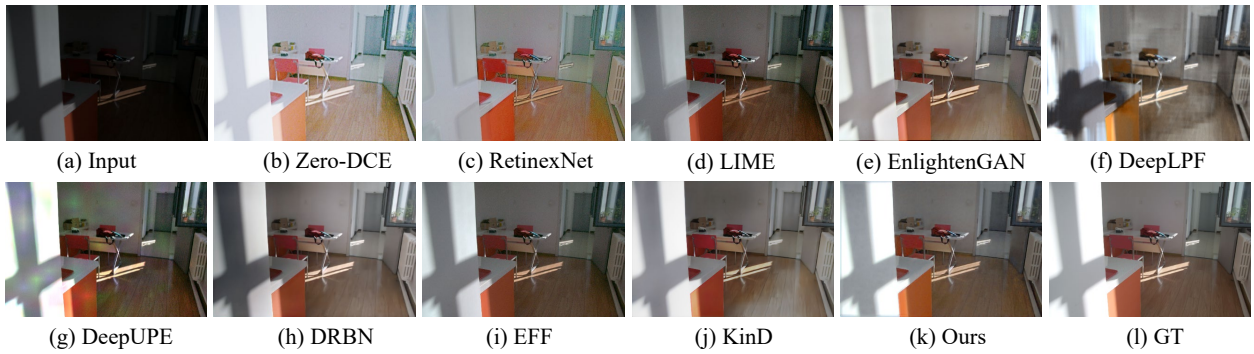 (a) Input (b) Zero-DCE (c) RetinexNet (d) LIME (e) EnlightenGAN (f) DeepLPF
(g) DeepUPE (h) DRBN (i) EFF (j) KinD (k) Ours (l) GT